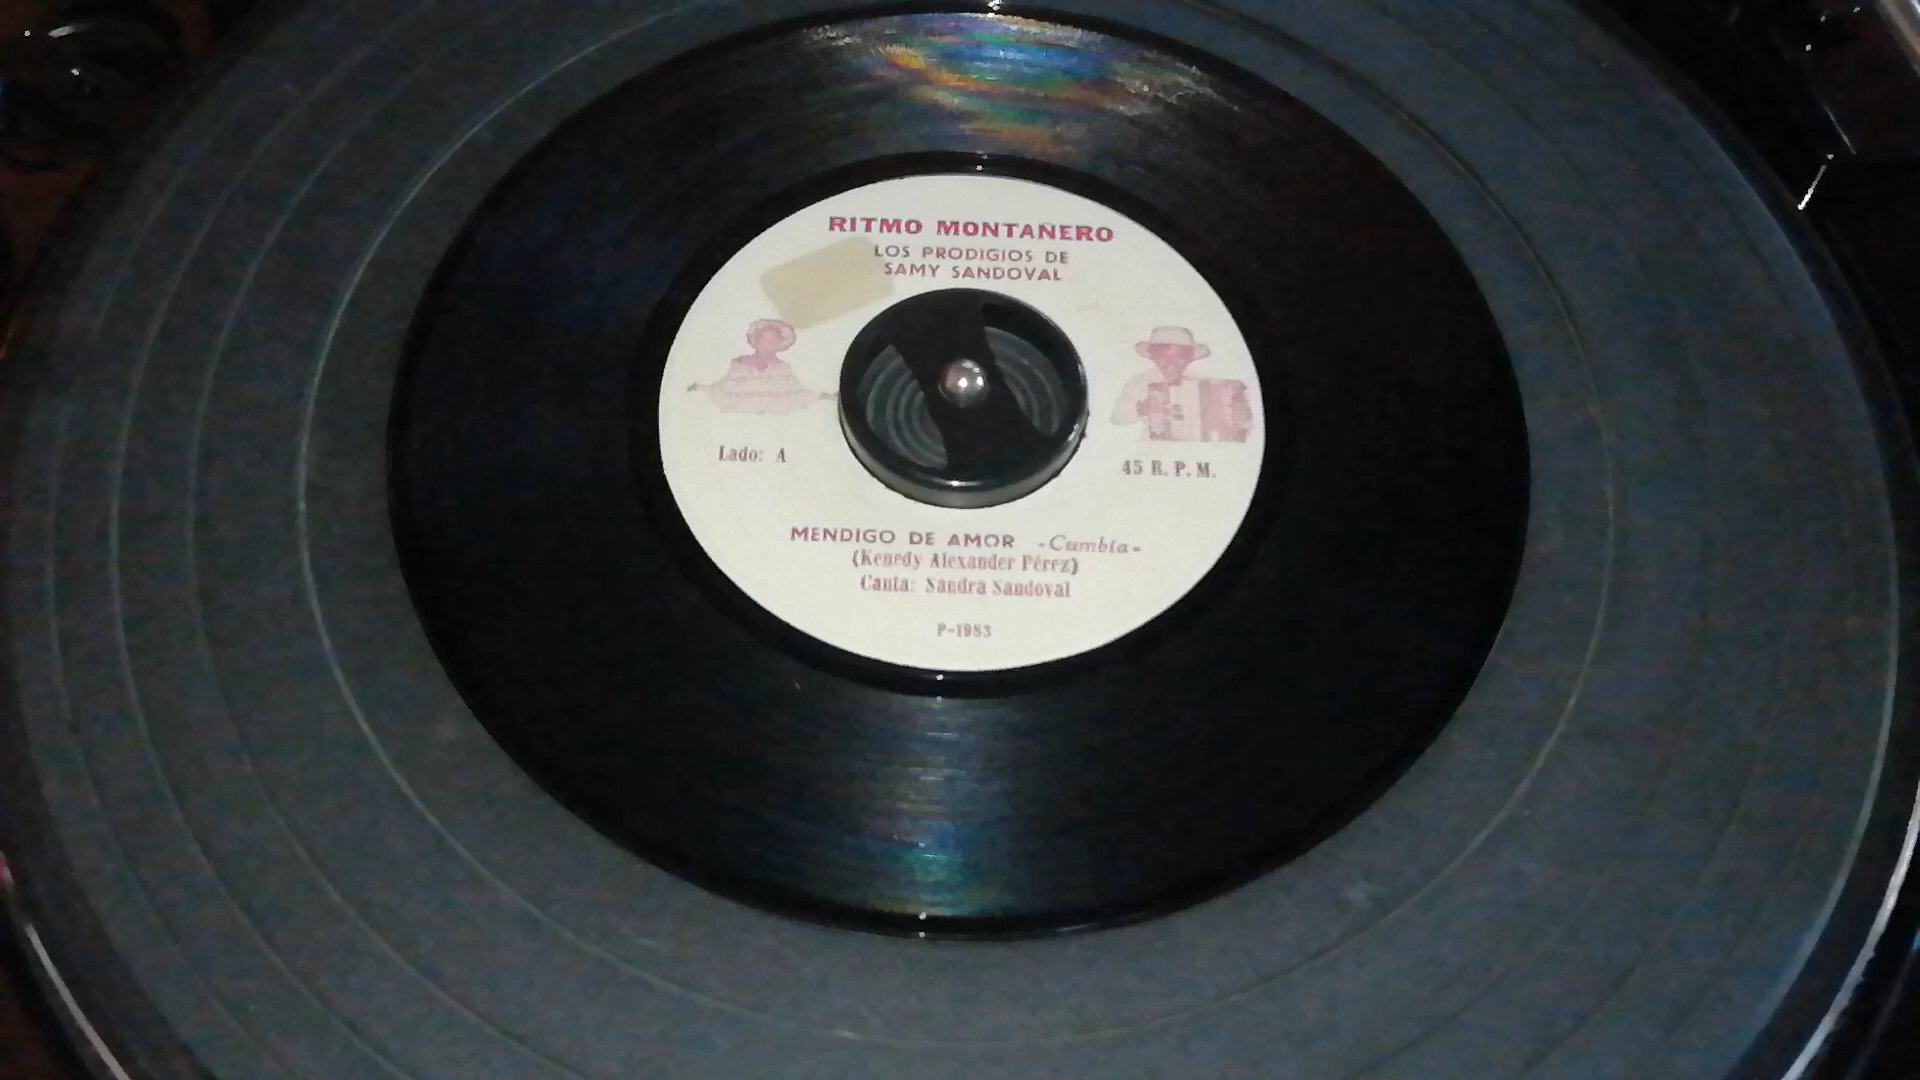 RITMO MONTAÑERO
LOS PRODIGIOS DE
SAMY SANDOVAL
Lado: A
45 R. P. M.
MENDIGO DE AMOR -Cumbia-
(Kenedy Alexander Pérez)
Canta: Sandra Sandoval
P-1983